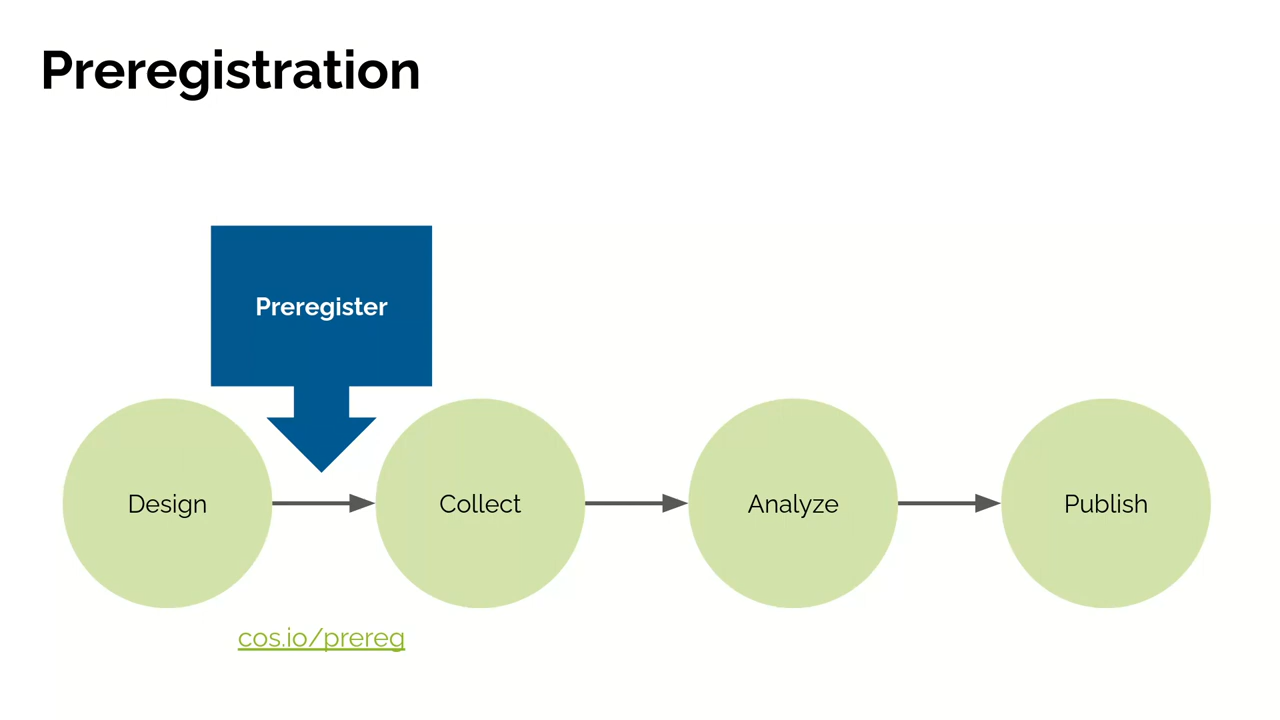 Preregistration
Preregister
Design
Collect
Analyze
Publish
cos.io/prereg